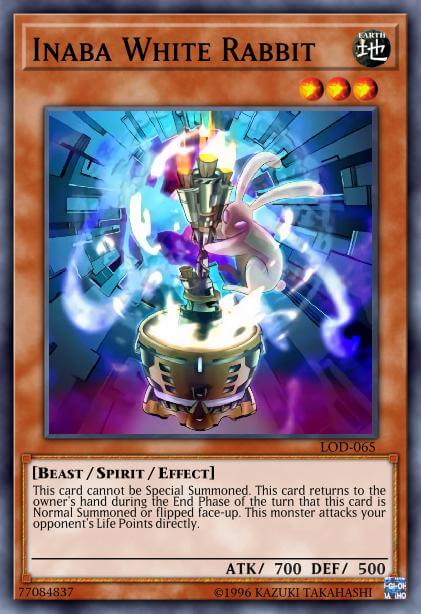 INABA WHITE RABBIT
EARTH
地
LOD-065
[BEAST / SPIRIT / EFFECT]
This card cannot be Special Summoned. This card returns to the
owner's hand during the End Phase of the turn that this card is
Normal Summoned or flipped face-up. This monster attacks your
opponent's Life Points directly.
ATK/ 700 DEF/ 500
77084837
©1996 KAZUKI TAKAHASHI